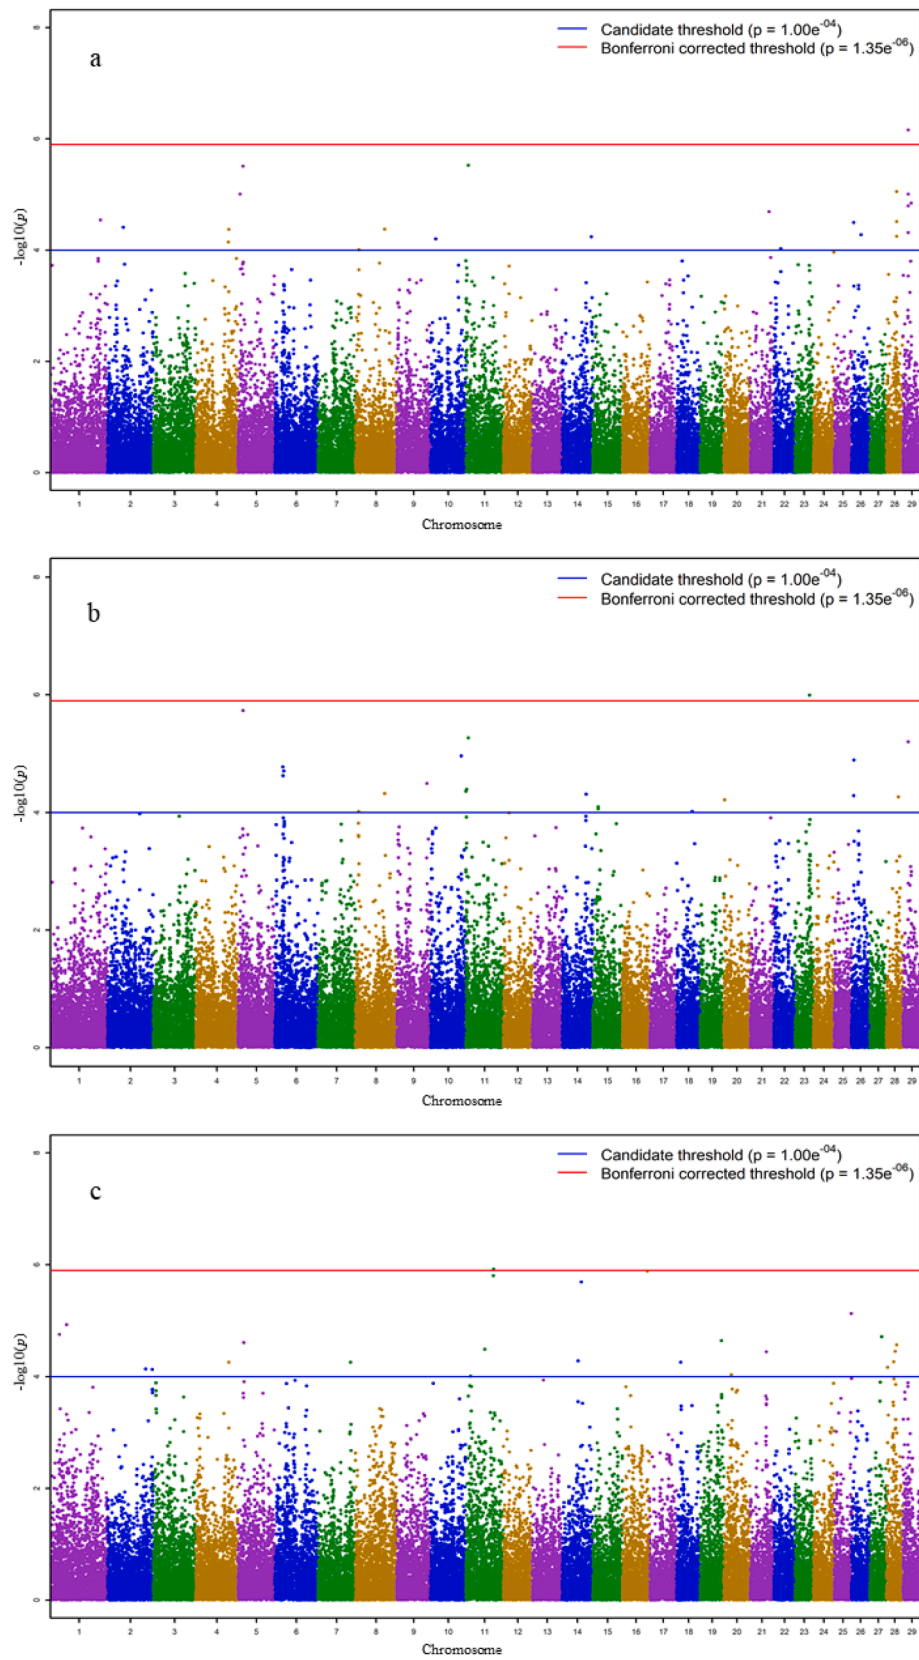 8
Candidate threshold (p = 1.00e-04)
a
Bonferroni corrected threshold (p = 1.35e-06)
6
-log10(p)
4
2
0
1 2 3 4 5 6 7 8 9 10 11 12 13 14 15 16 17 18 19 20 21 22 23 24 25 26 27 28 29
Chromosome
8
Candidate threshold (p = 1.00e-04)
b
Bonferroni corrected threshold (p = 1.35e-06)
6
-log10(p)
4
2
0
1 2 3 4 5 6 7 8 9 10 11 12 13 14 15 16 17 18 19 20 21 22 23 24 25 26 27 28 29
Chromosome
8
Candidate threshold (p = 1.00e-04)
Bonferroni corrected threshold (p = 1.35e-06)
c
6
-log10(p)
4
2
0
1 2 3 4 5 6 7 8 9 10 11 12 13 14 15 16 17 18 19 20 21 22 23 24 25 26 27 28 29
Chromosome